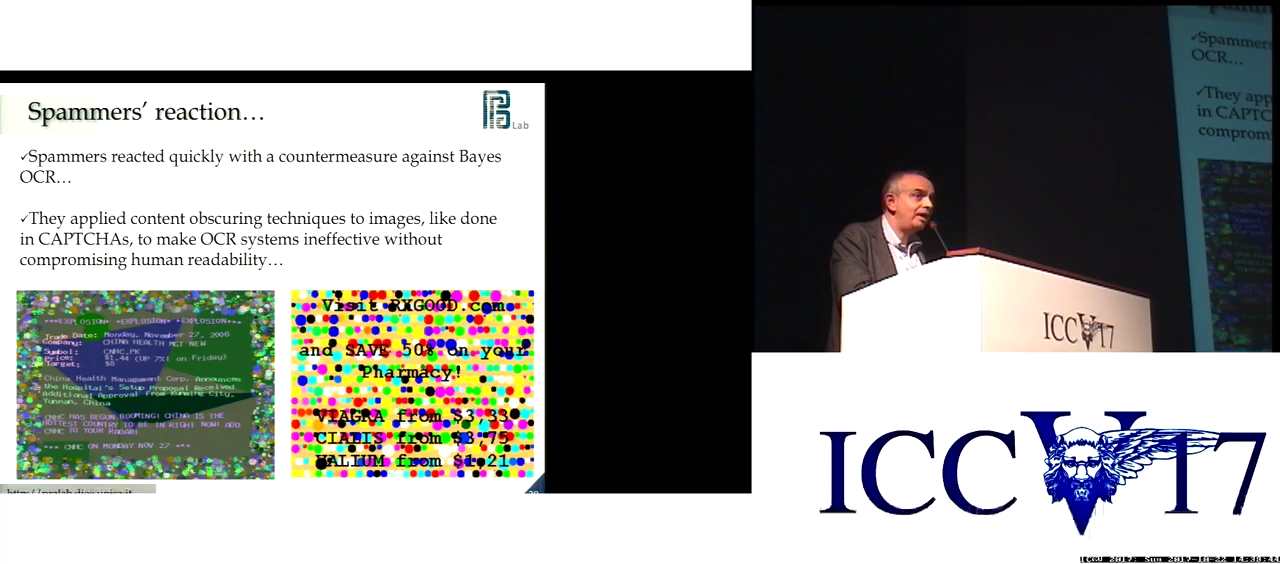 Spammers' reaction…
Lab
✓Spammers reacted quickly with a countermeasure against Bayes
OCR…
✓They applied content obscuring techniques to images, like done
in CAPTCHAs, to make OCR systems ineffective without
compromising human readability…
***EXPLOSION* *EXPLOSION* *EXPLOSION***
Trade Date: Monday, November 27, 2006
Company: CHINA HEALTH MGT NEW
Symbol: CNHC.PK
Price: $1.44 (UP 7%! on Friday)
Target: $8
China Health Management Corp. Announces
the Hospital's Setup Proposal Received
Additional Approval from Kunming City,
Yunnan, China
CNHC HAS BEGUN BOOMING! CHINA IS THE
HOTTEST COUNTRY TO BE IN RIGHT NOW! ADD
CNHC TO YOUR RADAR!
*** CNHC ON MONDAY NOV 27 ***
Visit RXGOOD.com
and SAVE 50% on your
Pharmacy!
VIAGRA from $3,33
CIALIS from $3,75
VALIUM from $1,21
✓Spammers
OCR…
✓They app
in CAPTC
comprom
ICCV17
ICCV17